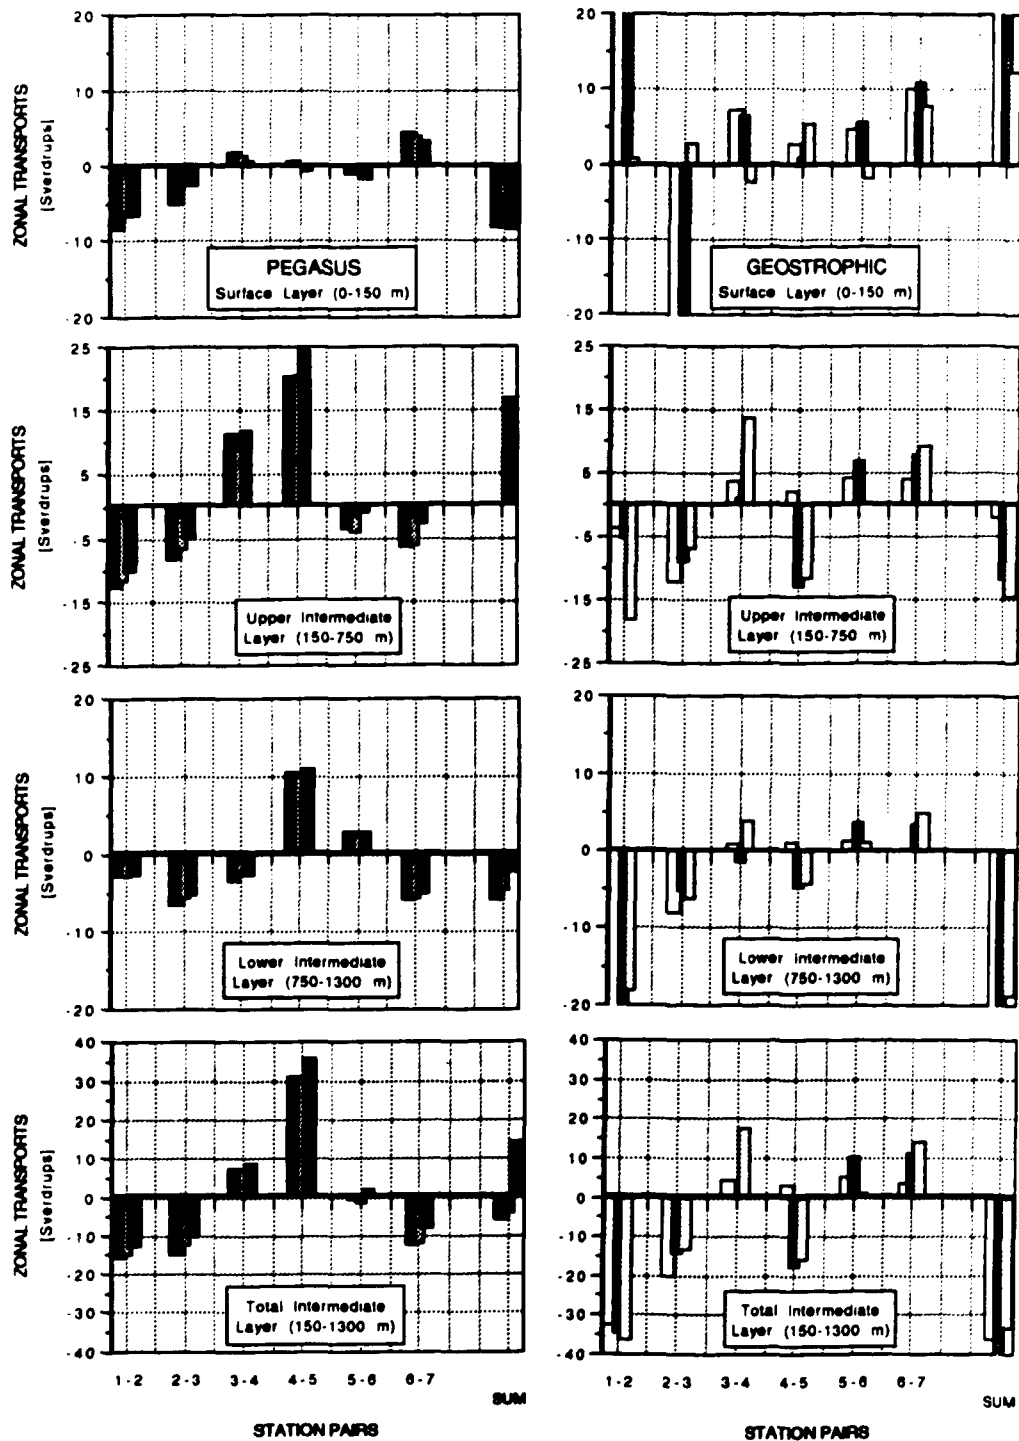 20
10
0
-10
-20
ZONAL TRANSPORTS
[Sverdrups]
PEGASUS
Surface Layer (0-150 m)
20
10
0
-10
-20
GEOSTROPHIC
Surface Layer (0-150 m)
25
15
5
-5
-15
-25
ZONAL TRANSPORTS
[Sverdrups]
Upper Intermediate
Layer (150-750 m)
25
15
5
-5
-15
-25
Upper Intermediate
Layer (150-750 m)
20
10
0
-10
-20
ZONAL TRANSPORTS
[Sverdrups]
Lower Intermediate
Layer (750-1300 m)
20
10
0
-10
-20
Lower Intermediate
Layer (750-1300 m)
40
30
20
10
0
-10
-20
-30
-40
ZONAL TRANSPORTS
[Sverdrups]
Total Intermediate
Layer (150-1300 m)
1-2 2-3 3-4 4-5 5-6 6-7
SUM
STATION PAIRS
40
30
20
10
0
-10
-20
-30
-40
Total Intermediate
Layer (150-1300 m)
1-2 2-3 3-4 4-5 5-6 6-7
SUM
STATION PAIRS